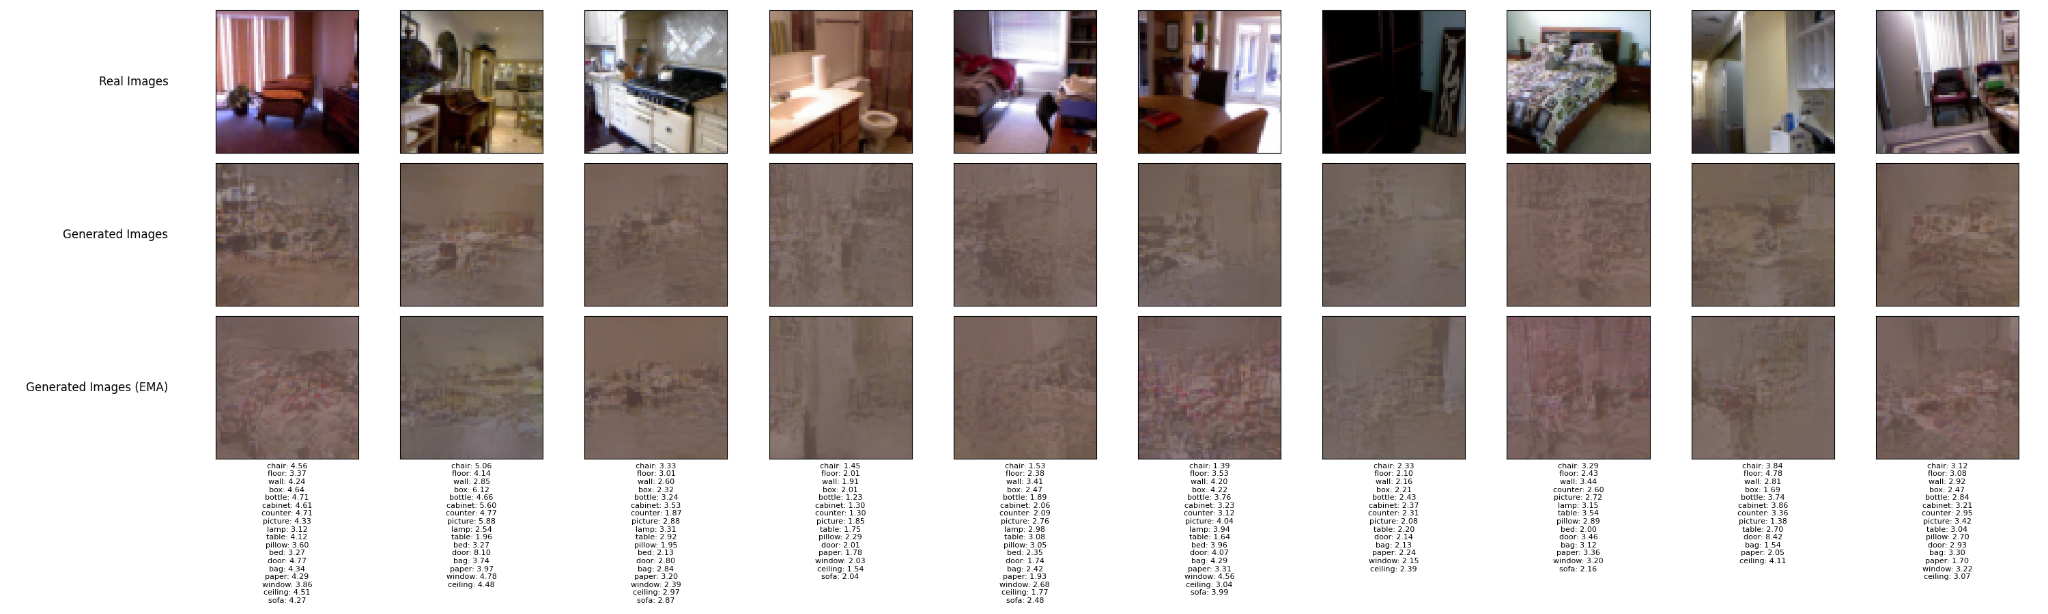 Real Images
Generated Images
Generated Images (EMA)
chair: 4.56
floor: 3.37
wall: 4.24
box: 4.64
bottle: 4.71
cabinet: 4.61
counter: 4.71
picture: 4.33
lamp: 3.12
table: 4.12
pillow: 3.60
bed: 3.27
door: 4.77
bag: 4.34
paper: 4.29
window: 3.86
ceiling: 4.51
sofa: 4.27
chair: 5.06
floor: 4.14
wall: 2.85
box: 6.12
bottle: 4.66
cabinet: 5.60
counter: 4.77
picture: 5.88
lamp: 2.54
table: 1.96
bed: 3.27
door: 8.10
bag: 3.74
paper: 3.97
window: 4.78
ceiling: 4.48
chair: 3.33
floor: 3.01
wall: 2.60
box: 2.32
bottle: 3.24
cabinet: 3.53
counter: 1.87
picture: 2.88
lamp: 3.31
table: 2.92
pillow: 1.95
bed: 2.13
door: 2.80
bag: 2.84
paper: 3.20
window: 2.39
ceiling: 2.97
sofa: 2.87
chair: 1.45
floor: 2.01
wall: 1.91
box: 2.01
bottle: 1.23
cabinet: 1.30
counter: 1.30
picture: 1.85
table: 1.75
pillow: 2.29
door: 2.01
paper: 1.78
window: 2.03
ceiling: 1.54
sofa: 2.04
chair: 1.53
floor: 2.38
wall: 3.41
box: 2.47
bottle: 1.89
cabinet: 2.06
counter: 2.09
picture: 2.76
lamp: 2.98
table: 3.08
pillow: 3.05
bed: 2.35
door: 1.74
bag: 2.42
paper: 1.93
window: 2.68
ceiling: 1.77
sofa: 2.48
chair: 1.39
floor: 3.53
wall: 4.20
box: 4.22
bottle: 3.76
cabinet: 3.23
counter: 3.12
picture: 4.04
lamp: 3.94
table: 1.64
bed: 3.96
door: 4.07
bag: 4.29
paper: 3.31
window: 4.56
ceiling: 3.04
sofa: 3.99
chair: 2.33
floor: 2.10
wall: 2.16
box: 2.21
bottle: 2.43
cabinet: 2.37
counter: 2.31
picture: 2.08
table: 2.20
door: 2.14
bag: 2.13
paper: 2.24
window: 2.15
ceiling: 2.39
chair: 3.29
floor: 2.43
wall: 3.44
counter: 2.60
picture: 2.72
lamp: 3.15
table: 3.54
pillow: 2.89
bed: 2.00
door: 3.46
bag: 3.12
paper: 3.36
window: 3.20
sofa: 2.16
chair: 3.84
floor: 4.78
wall: 2.81
box: 1.69
bottle: 3.74
cabinet: 3.86
counter: 3.36
picture: 1.38
table: 2.70
door: 8.42
bag: 1.54
paper: 2.05
ceiling: 4.11
chair: 3.12
floor: 3.08
wall: 2.92
box: 2.47
bottle: 2.84
cabinet: 3.21
counter: 2.95
picture: 3.42
table: 3.04
pillow: 2.70
door: 2.93
bag: 3.30
paper: 1.70
window: 3.22
ceiling: 3.07